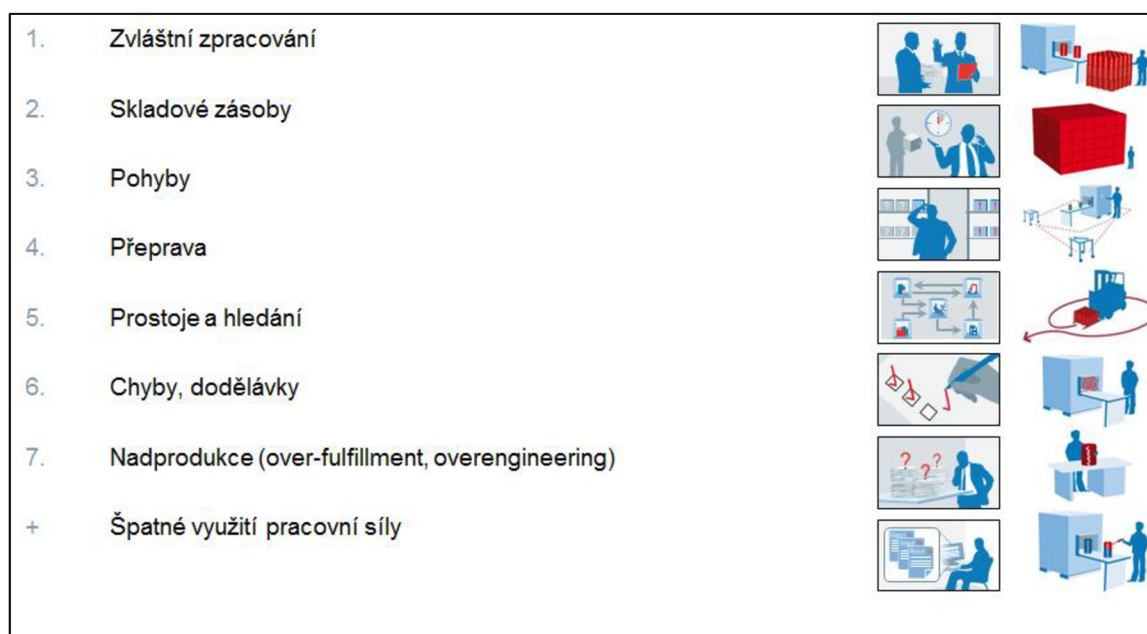 1. Zvláštní zpracování
2. Skladové zásoby
3. Pohyby
4. Přeprava
5. Prostoje a hledání
6. Chyby, dodělávky
7. Nadprodukce (over-fulfillment, overengineering)
+ Špatné využití pracovní síly
? ? ?